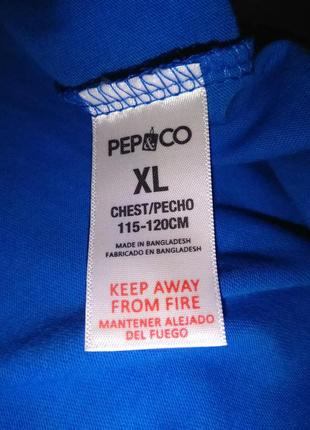 PEP&CO
XL
CHEST/PECHO
115-120CM
MADE IN BANGLADESH
FABRICADO EN BANGLADESH
KEEP AWAY
FROM FIRE
MANTENER ALEJADO
DEL FUEGO